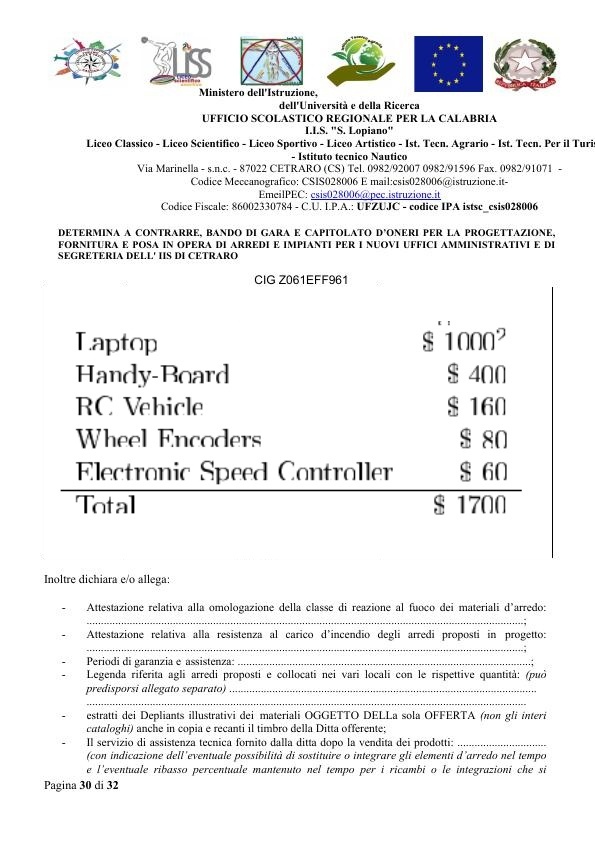 Ministero dell'Istruzione,
dell'Università e della Ricerca
UFFICIO SCOLASTICO REGIONALE PER LA CALABRIA
I.I.S. "S. Lopiano"
Liceo Classico - Liceo Scientifico - Liceo Sportivo - Liceo Artistico - Ist. Tecn. Agrario - Ist. Tecn. Per il Turis
- Istituto tecnico Nautico
Via Marinella - s.n.c. - 87022 CETRARO (CS) Tel. 0982/92007 0982/91596 Fax. 0982/91071 -
Codice Meccanografico: CSIS028006 E mail:csis028006@istruzione.it-
EmeilPEC: csis028006@pec.istruzione.it
Codice Fiscale: 86002330784 - C.U. I.P.A.: UFZUJC - codice IPA istsc_csis028006
DETERMINA A CONTRARRE, BANDO DI GARA E CAPITOLATO D'ONERI PER LA PROGETTAZIONE,
FORNITURA E POSA IN OPERA DI ARREDI E IMPIANTI PER I NUOVI UFFICI AMMINISTRATIVI E DI
SEGRETERIA DELL' IIS DI CETRARO
CIG Z061EFF961
Laptop $ 1000²
Handy-Board $ 400
RC Vehicle $ 160
Wheel Encoders $ 80
Electronic Speed Controller $ 60
Total $ 1700
Inoltre dichiara e/o allega:
- Attestazione relativa alla omologazione della classe di reazione al fuoco dei materiali d'arredo:
..............................................................;
- Attestazione relativa alla resistenza al carico d'incendio degli arredi proposti in progetto:
..............................................................;
- Periodi di garanzia e assistenza: ..............................................................;
- Legenda riferita agli arredi proposti e collocati nei vari locali con le rispettive quantità: (può
predisporsi allegato separato) ..............................................................
..............................................................
- estratti dei Depliants illustrativi dei materiali OGGETTO DELLa sola OFFERTA (non gli interi
cataloghi) anche in copia e recanti il timbro della Ditta offerente;
- Il servizio di assistenza tecnica fornito dalla ditta dopo la vendita dei prodotti: ..............................
(con indicazione dell'eventuale possibilità di sostituire o integrare gli elementi d'arredo nel tempo
e l'eventuale ribasso percentuale mantenuto nel tempo per i ricambi o le integrazioni che si
Pagina 30 di 32